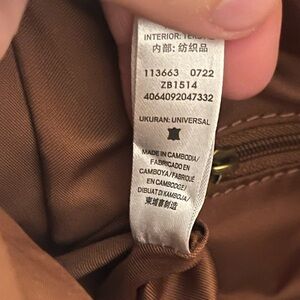 INTERIOR: TEKSTIL
内部: 纺织品
113663 0722
ZB1514
4064092047332
UKURAN: UNIVERSAL
MADE IN CAMBODIA/
FABRICADO EN
CAMBOYA/FABRIQUÉ
EN CAMBODGE/
DIBUAT DI KAMBOJA/
柬埔寨制造